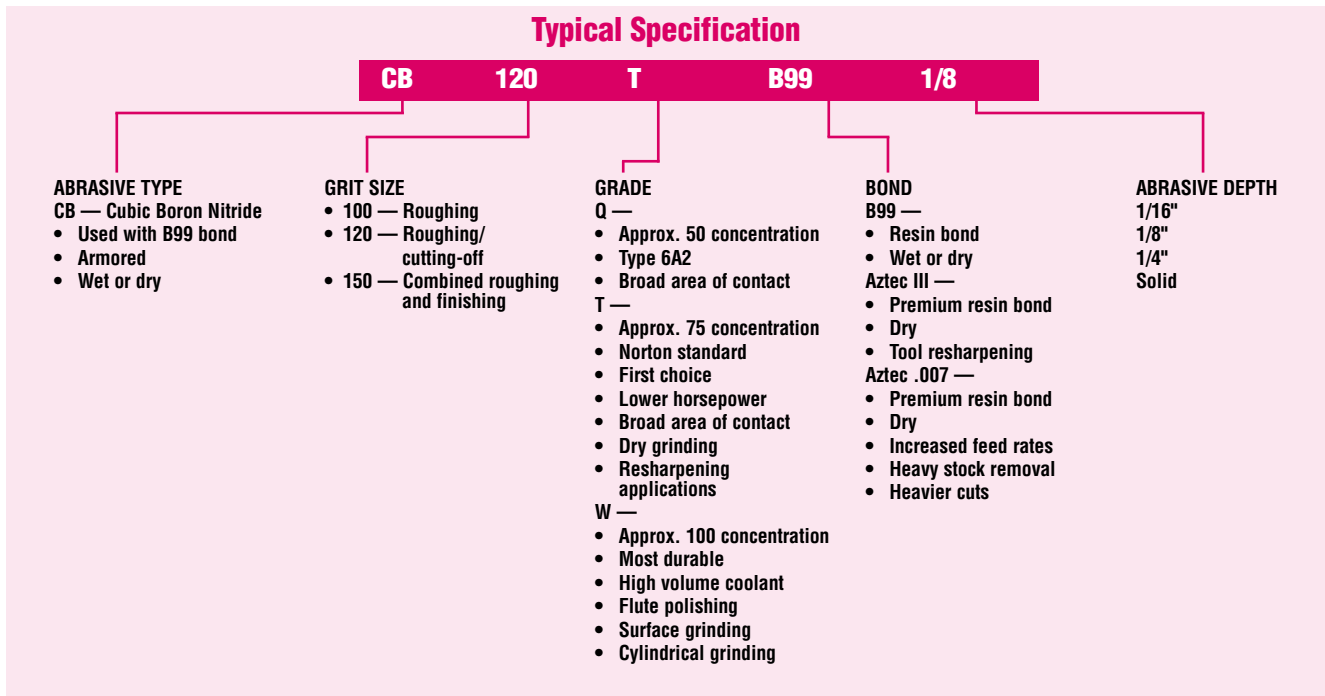 Typical Specification
CB 120 T B99 1/8
ABRASIVE TYPE
CB — Cubic Boron Nitride
• Used with B99 bond
• Armored
• Wet or dry
GRIT SIZE
• 100 — Roughing
• 120 — Roughing/
cutting-off
• 150 — Combined roughing
and finishing
GRADE
Q —
• Approx. 50 concentration
• Type 6A2
• Broad area of contact
T —
• Approx. 75 concentration
• Norton standard
• First choice
• Lower horsepower
• Broad area of contact
• Dry grinding
• Resharpening
applications
W —
• Approx. 100 concentration
• Most durable
• High volume coolant
• Flute polishing
• Surface grinding
• Cylindrical grinding
BOND
B99 —
• Resin bond
• Wet or dry
Aztec III —
• Premium resin bond
• Dry
• Tool resharpening
Aztec .007 —
• Premium resin bond
• Dry
• Increased feed rates
• Heavy stock removal
• Heavier cuts
ABRASIVE DEPTH
1/16"
1/8"
1/4"
Solid